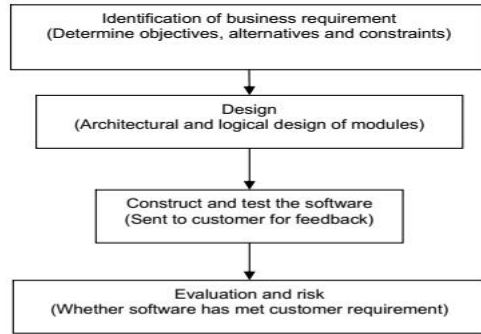 Identification of business requirement
(Determine objectives, alternatives and constraints)
Design
(Architectural and logical design of modules)
Construct and test the software
(Sent to customer for feedback)
Evaluation and risk
(Whether software has met customer requirement)